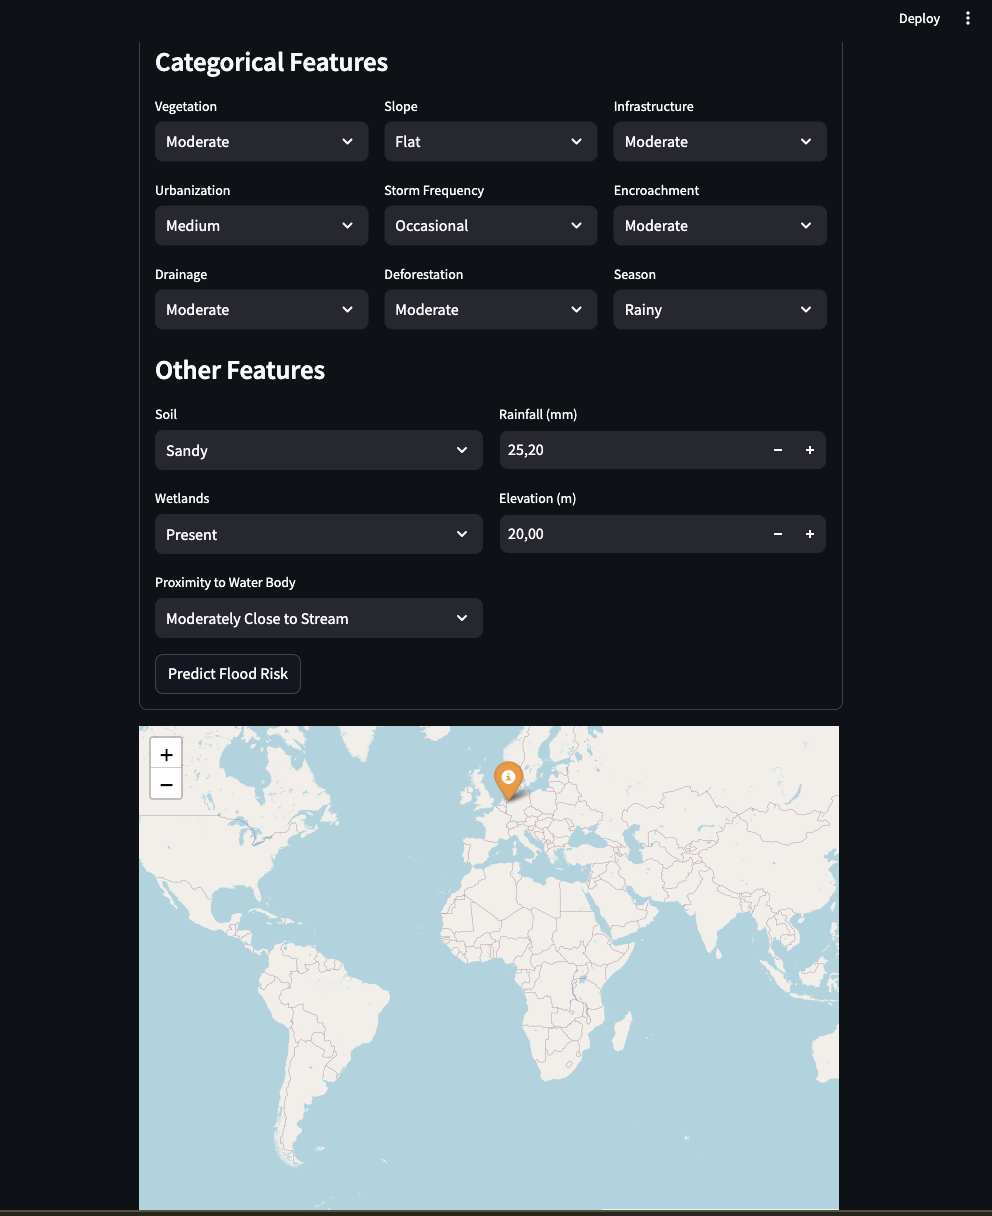 Deploy
Categorical Features
Vegetation Slope Infrastructure
Moderate Flat Moderate
Urbanization Storm Frequency Encroachment
Medium Occasional Moderate
Drainage Deforestation Season
Moderate Moderate Rainy
Other Features
Soil Rainfall (mm)
Sandy 25,20 − +
Wetlands Elevation (m)
Present 20,00 − +
Proximity to Water Body
Moderately Close to Stream
Predict Flood Risk
+
i
−